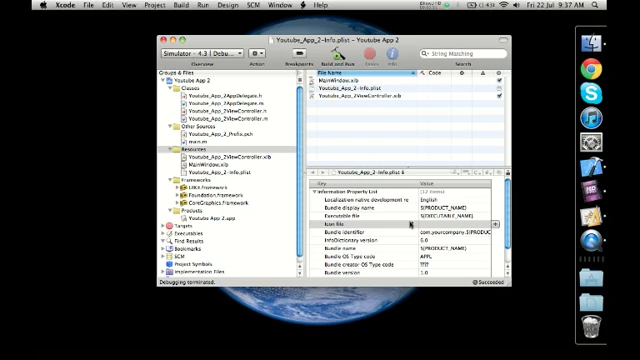 Xcode File Edit View Project Build Run Design SCM Window Help
(1:43) Fri 22 Jul 9:37 AM
Youtube_App_2-Info.plist – Youtube App 2
Simulator - 4.3 | Debu...
String Matching
Overview Action Breakpoints Build and Run Tasks Info Search
Groups & Files
Youtube App 2
Classes
Youtube_App_2AppDelegate.h
Youtube_App_2AppDelegate.m
Youtube_App_2ViewController.h
Youtube_App_2ViewController.m
Other Sources
Youtube_App_2_Prefix.pch
main.m
Resources
Youtube_App_2ViewController.xib
MainWindow.xib
Youtube_App_2-Info.plist
Frameworks
UIKit.framework
Foundation.framework
CoreGraphics.framework
Products
Youtube App 2.app
Targets
Executables
Find Results
Bookmarks
SCM
Project Symbols
Implementation Files
File Name Code
MainWindow.xib
Youtube_App_2-Info.plist
Youtube_App_2ViewController.xib
Youtube_App_2-Info.plist
Key Value
Information Property List (12 items)
Localization native development re English
Bundle display name ${PRODUCT_NAME}
Executable file ${EXECUTABLE_NAME}
Icon file
Bundle identifier com.yourcompany.${PRODUC
InfoDictionary version 6.0
Bundle name ${PRODUCT_NAME}
Bundle OS Type code APPL
Bundle creator OS Type code ????
Bundle version 1.0
Debugging terminated.
Succeeded